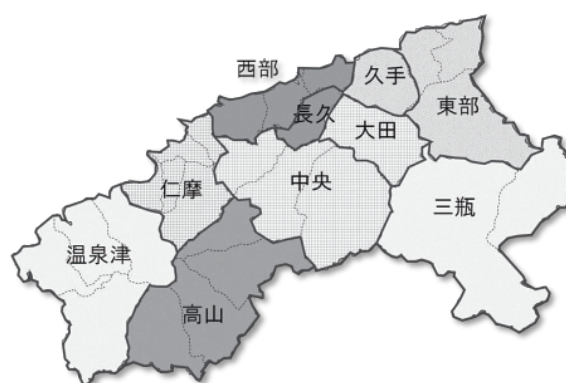 西部
久手
東部
長久
大田
仁摩
中央
三瓶
温泉津
高山